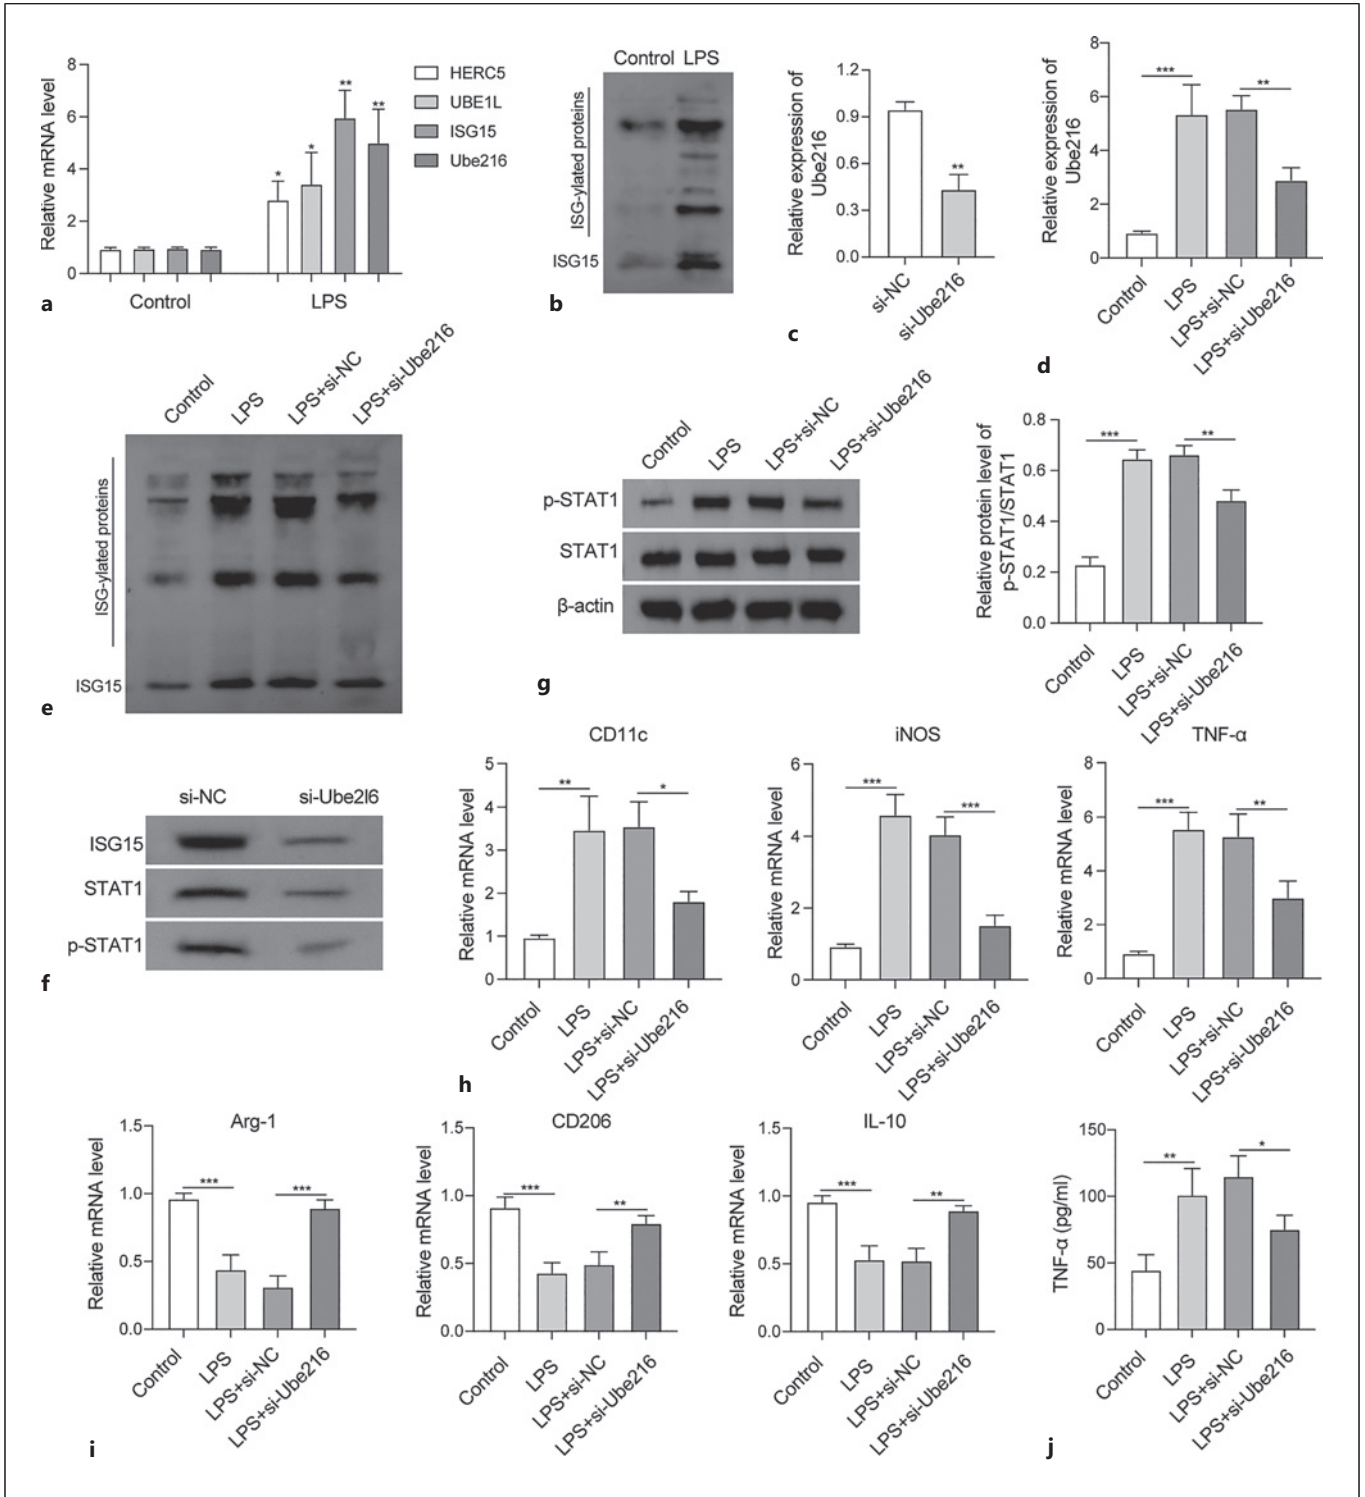 8
6
4
2
0
Relative mRNA level
*
*
**
**
Control
LPS
HERC5
UBE1L
ISG15
Ube216
a
Control LPS
ISG-ylated proteins
ISG15
b
1.2
0.9
0.6
0.3
0.0
Relative expression of
Ube216
**
si-NC
si-Ube216
c
8
6
4
2
0
Relative expression of
Ube216
***
**
Control
LPS
LPS+si-NC
LPS+si-Ube216
d
Control
LPS
LPS+si-NC
LPS+si-Ube216
ISG-ylated proteins
ISG15
e
Control
LPS
LPS+si-NC
LPS+si-Ube216
p-STAT1
STAT1
β-actin
g
0.8
0.6
0.4
0.2
0.0
Relative protein level of
p-STAT1/STAT1
***
**
Control
LPS
LPS+si-NC
LPS+si-Ube216
si-NC
si-Ube2l6
ISG15
STAT1
p-STAT1
f
CD11c
5
4
3
2
1
0
Relative mRNA level
**
*
Control
LPS
LPS+si-NC
LPS+si-Ube216
iNOS
6
4
2
0
Relative mRNA level
***
***
Control
LPS
LPS+si-NC
LPS+si-Ube216
TNF-α
8
6
4
2
0
Relative mRNA level
***
**
Control
LPS
LPS+si-NC
LPS+si-Ube216
h
Arg-1
1.5
1.0
0.5
0.0
Relative mRNA level
***
***
Control
LPS
LPS+si-NC
LPS+si-Ube216
CD206
1.5
1.0
0.5
0.0
Relative mRNA level
***
**
Control
LPS
LPS+si-NC
LPS+si-Ube216
IL-10
1.5
1.0
0.5
0.0
Relative mRNA level
***
**
Control
LPS
LPS+si-NC
LPS+si-Ube216
i
150
100
50
0
TNF-α (pg/ml)
**
*
Control
LPS
LPS+si-NC
LPS+si-Ube216
j